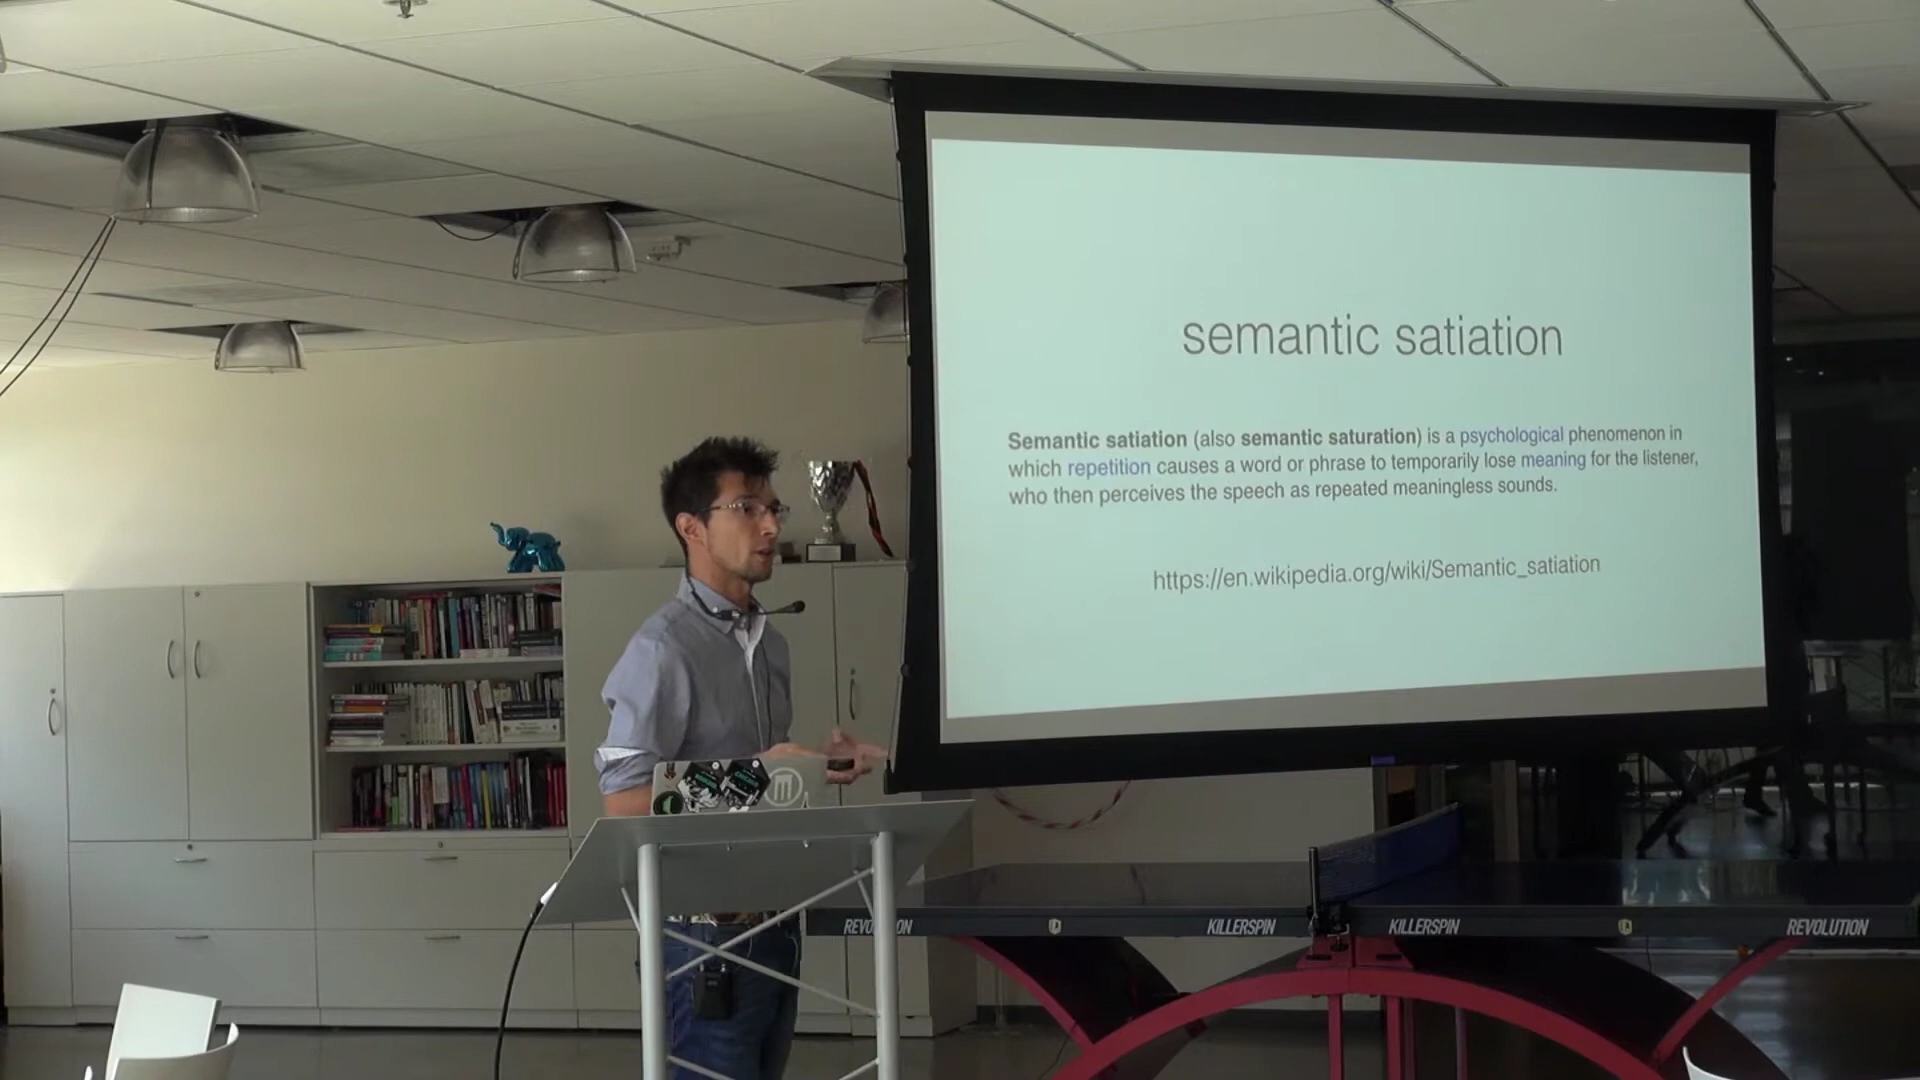 semantic satiation
Semantic satiation (also semantic saturation) is a psychological phenomenon in
which repetition causes a word or phrase to temporarily lose meaning for the listener,
who then perceives the speech as repeated meaningless sounds.
https://en.wikipedia.org/wiki/Semantic_satiation
KILLERSPIN
KILLERSPIN
REVOLUTION